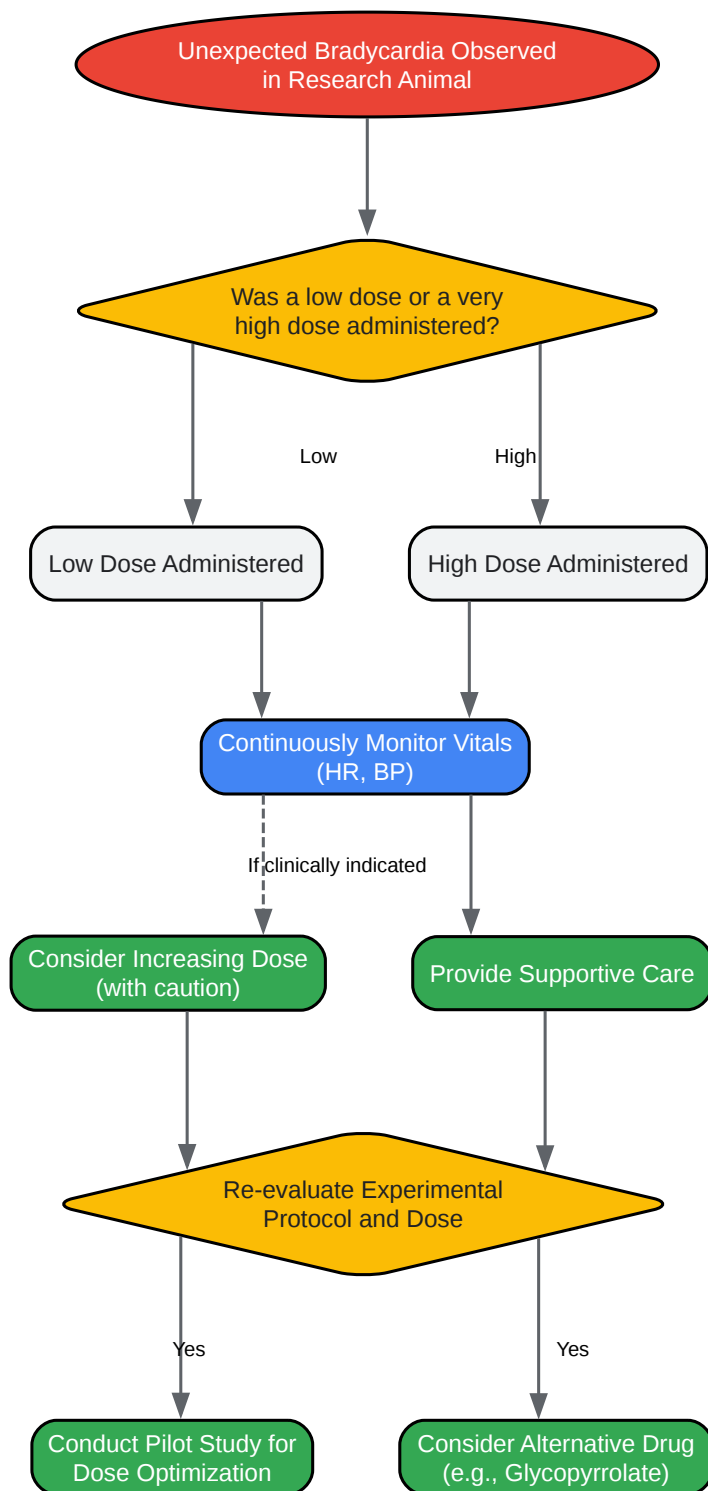 Unexpected Bradycardia Observed
in Research Animal
Was a low dose or a very
high dose administered?
Low
High
Low Dose Administered
High Dose Administered
Continuously Monitor Vitals
(HR, BP)
If clinically indicated
Consider Increasing Dose
(with caution)
Provide Supportive Care
Re-evaluate Experimental
Protocol and Dose
Yes
Yes
Conduct Pilot Study for
Dose Optimization
Consider Alternative Drug
(e.g., Glycopyrrolate)